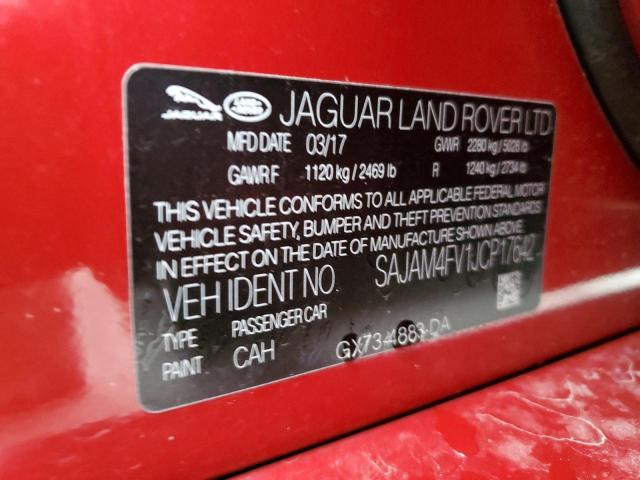 JAGUAR LAND ROVER JAGUAR LAND ROVER LTD
MFD DATE 03/17 GVWR 2280 kg / 5026 lb
GAWR F 1120 kg / 2469 lb R 1240 kg / 2734 lb
THIS VEHICLE CONFORMS TO ALL APPLICABLE FEDERAL MOTOR
VEHICLE SAFETY, BUMPER AND THEFT PREVENTION STANDARDS
IN EFFECT ON THE DATE OF MANUFACTURE SHOWN ABOVE.
VEH IDENT NO. SAJAM4FV1JCP17642
TYPE PASSENGER CAR
PAINT CAH GX73-4883-DA